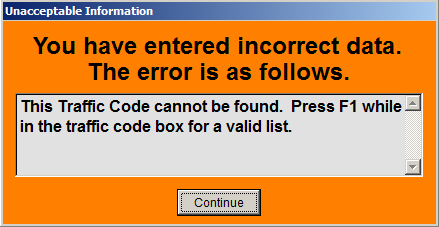 Unacceptable Information
You have entered incorrect data.
The error is as follows.
This Traffic Code cannot be found.  Press F1 while
in the traffic code box for a valid list.
Continue